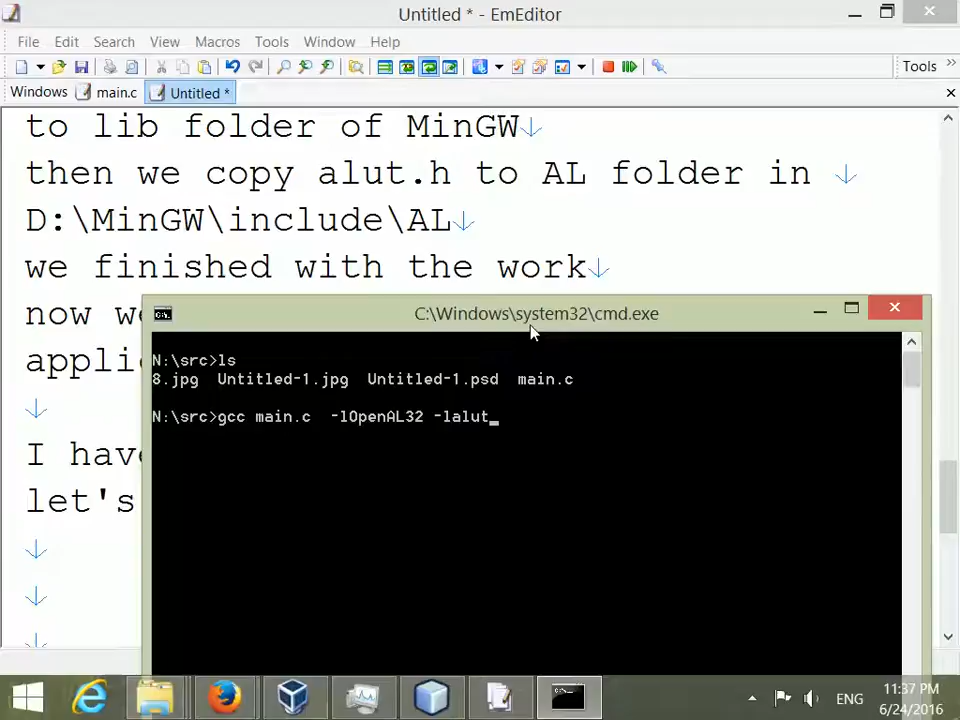 Untitled * - EmEditor
File Edit Search View Macros Tools Window Help
Tools
Windows main.c Untitled *
to lib folder of MinGW
then we copy alut.h to AL folder in
D:\MinGW\include\AL
we finished with the work
now we
applic
I have
let's
C:\Windows\system32\cmd.exe
N:\src>ls
8.jpg Untitled-1.jpg Untitled-1.psd main.c
N:\src>gcc main.c -lOpenAL32 -lalut_
ENG
11:37 PM
6/24/2016